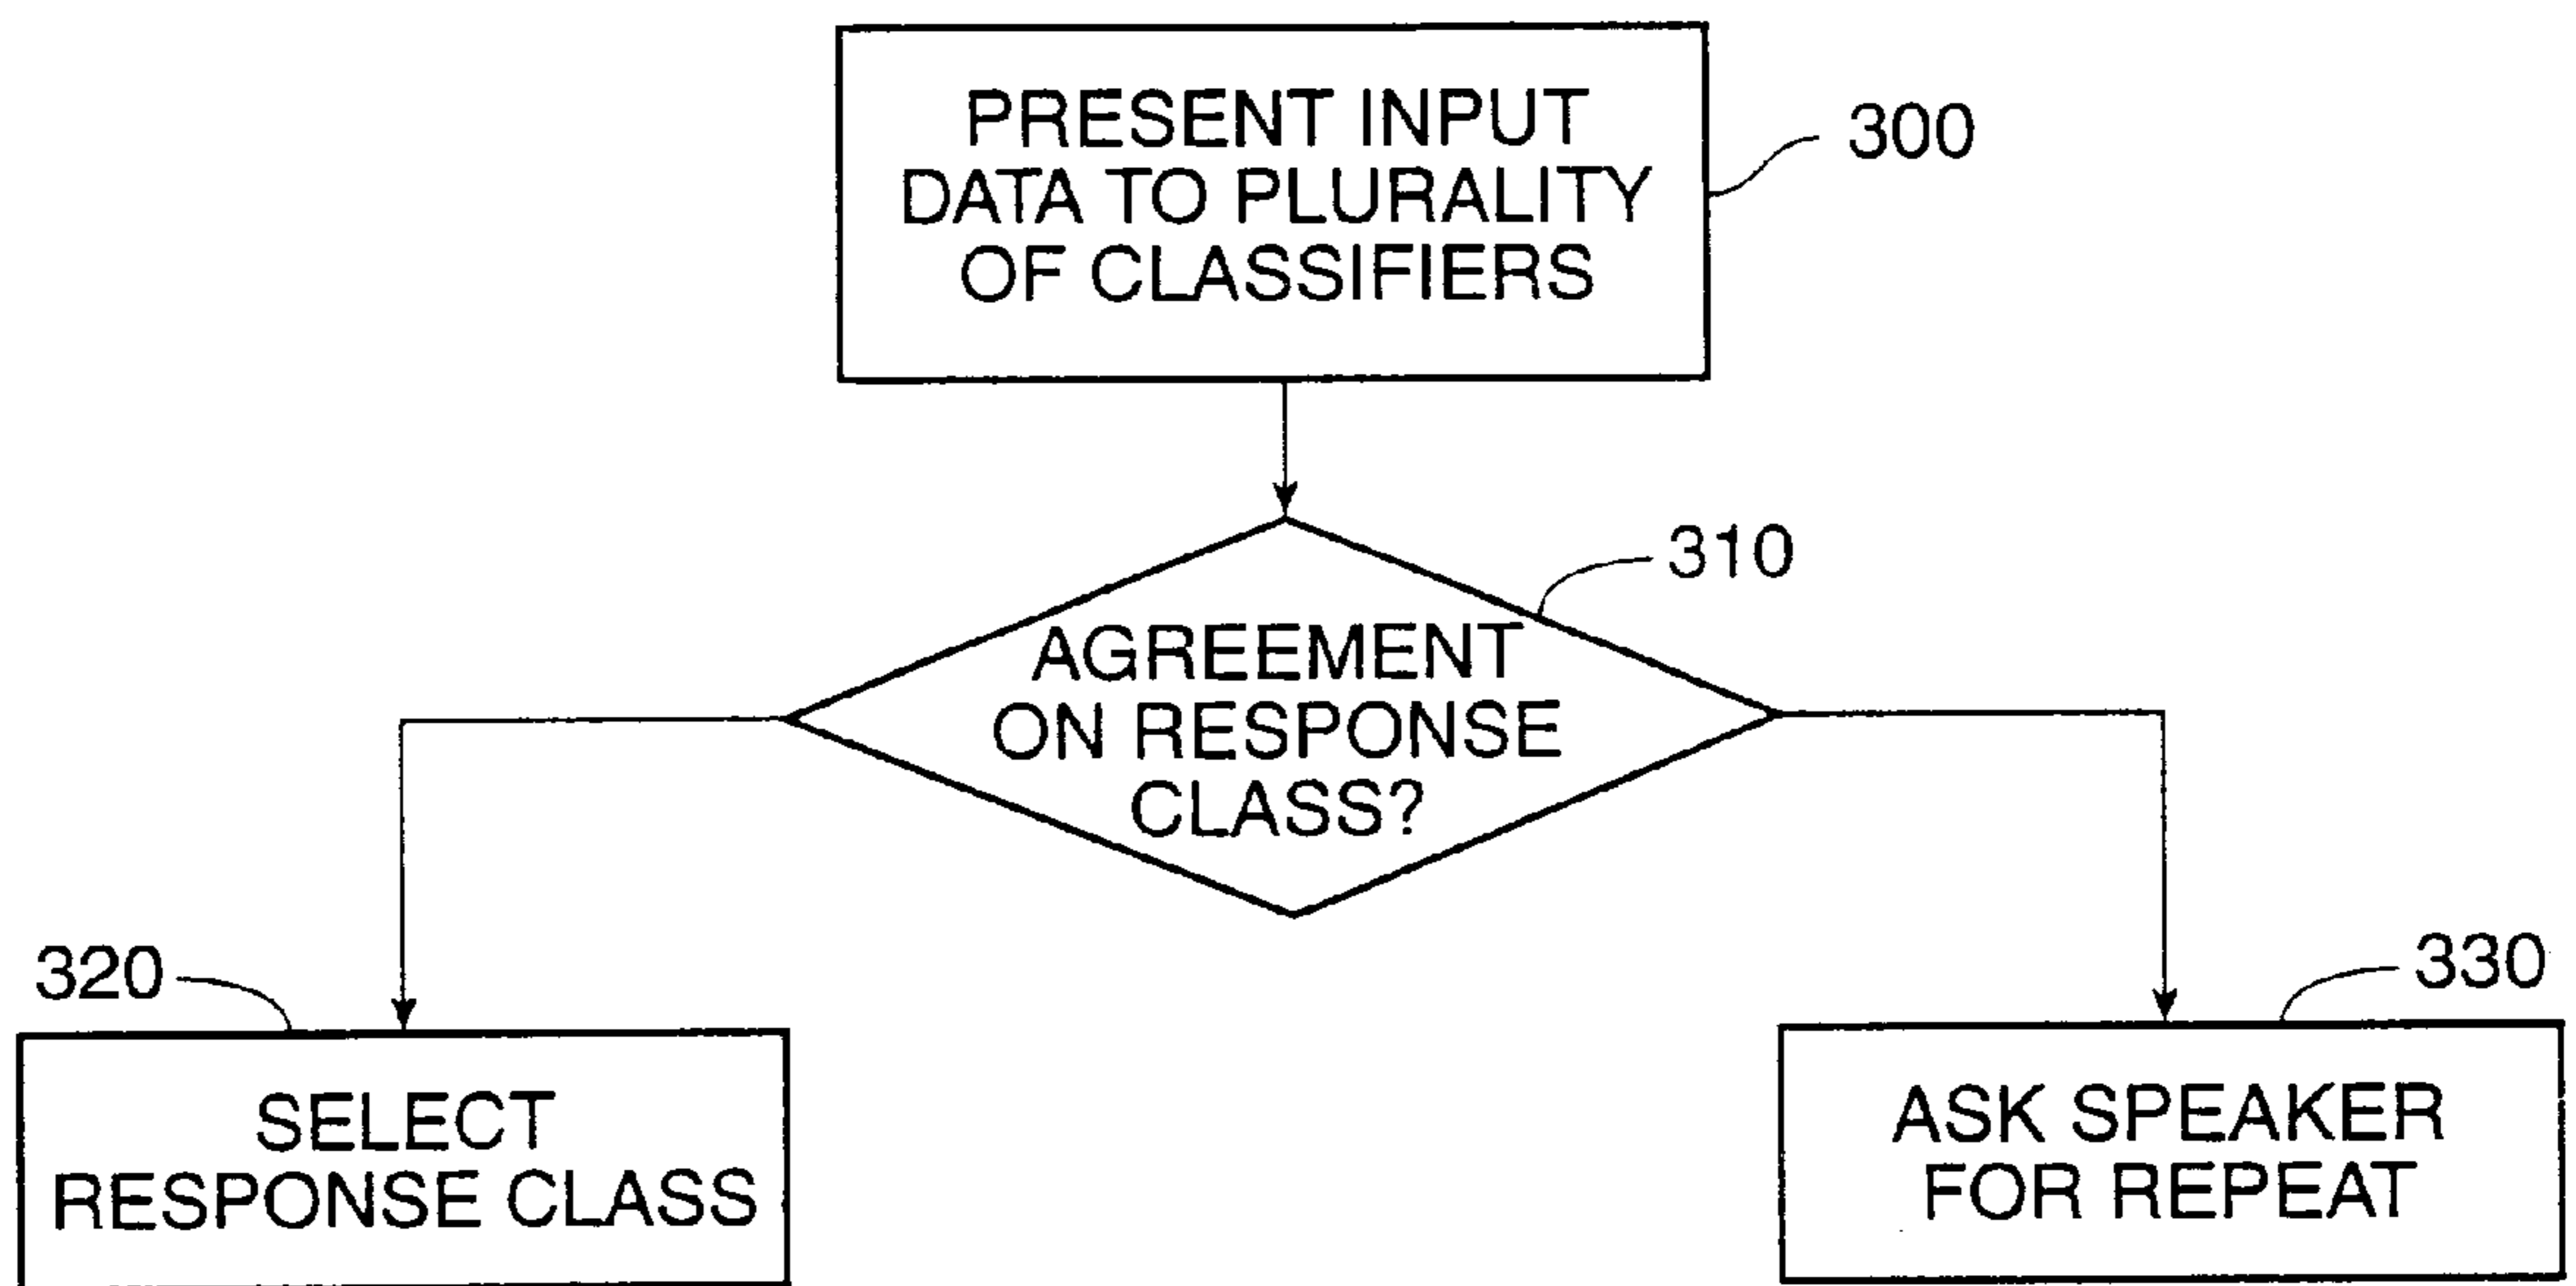 PRESENT INPUT
DATA TO PLURALITY
OF CLASSIFIERS
300
310
AGREEMENT
ON RESPONSE
CLASS?
320
SELECT
RESPONSE CLASS
330
ASK SPEAKER
FOR REPEAT